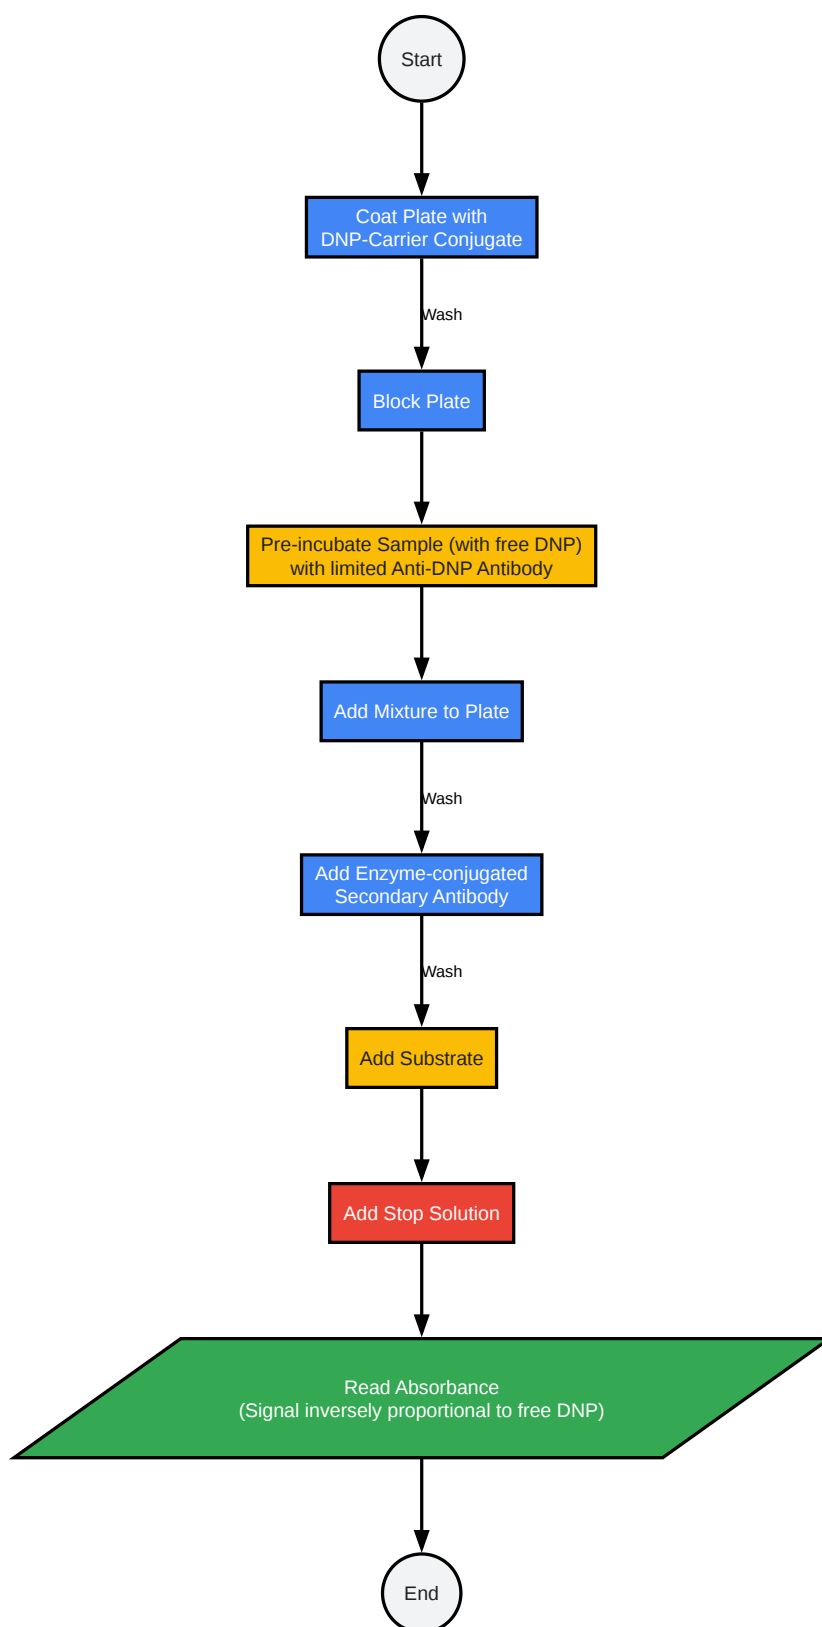 Start
Coat Plate with
DNP-Carrier Conjugate
Wash
Block Plate
Pre-incubate Sample (with free DNP)
with limited Anti-DNP Antibody
Add Mixture to Plate
Wash
Add Enzyme-conjugated
Secondary Antibody
Wash
Add Substrate
Add Stop Solution
Read Absorbance
(Signal inversely proportional to free DNP)
End